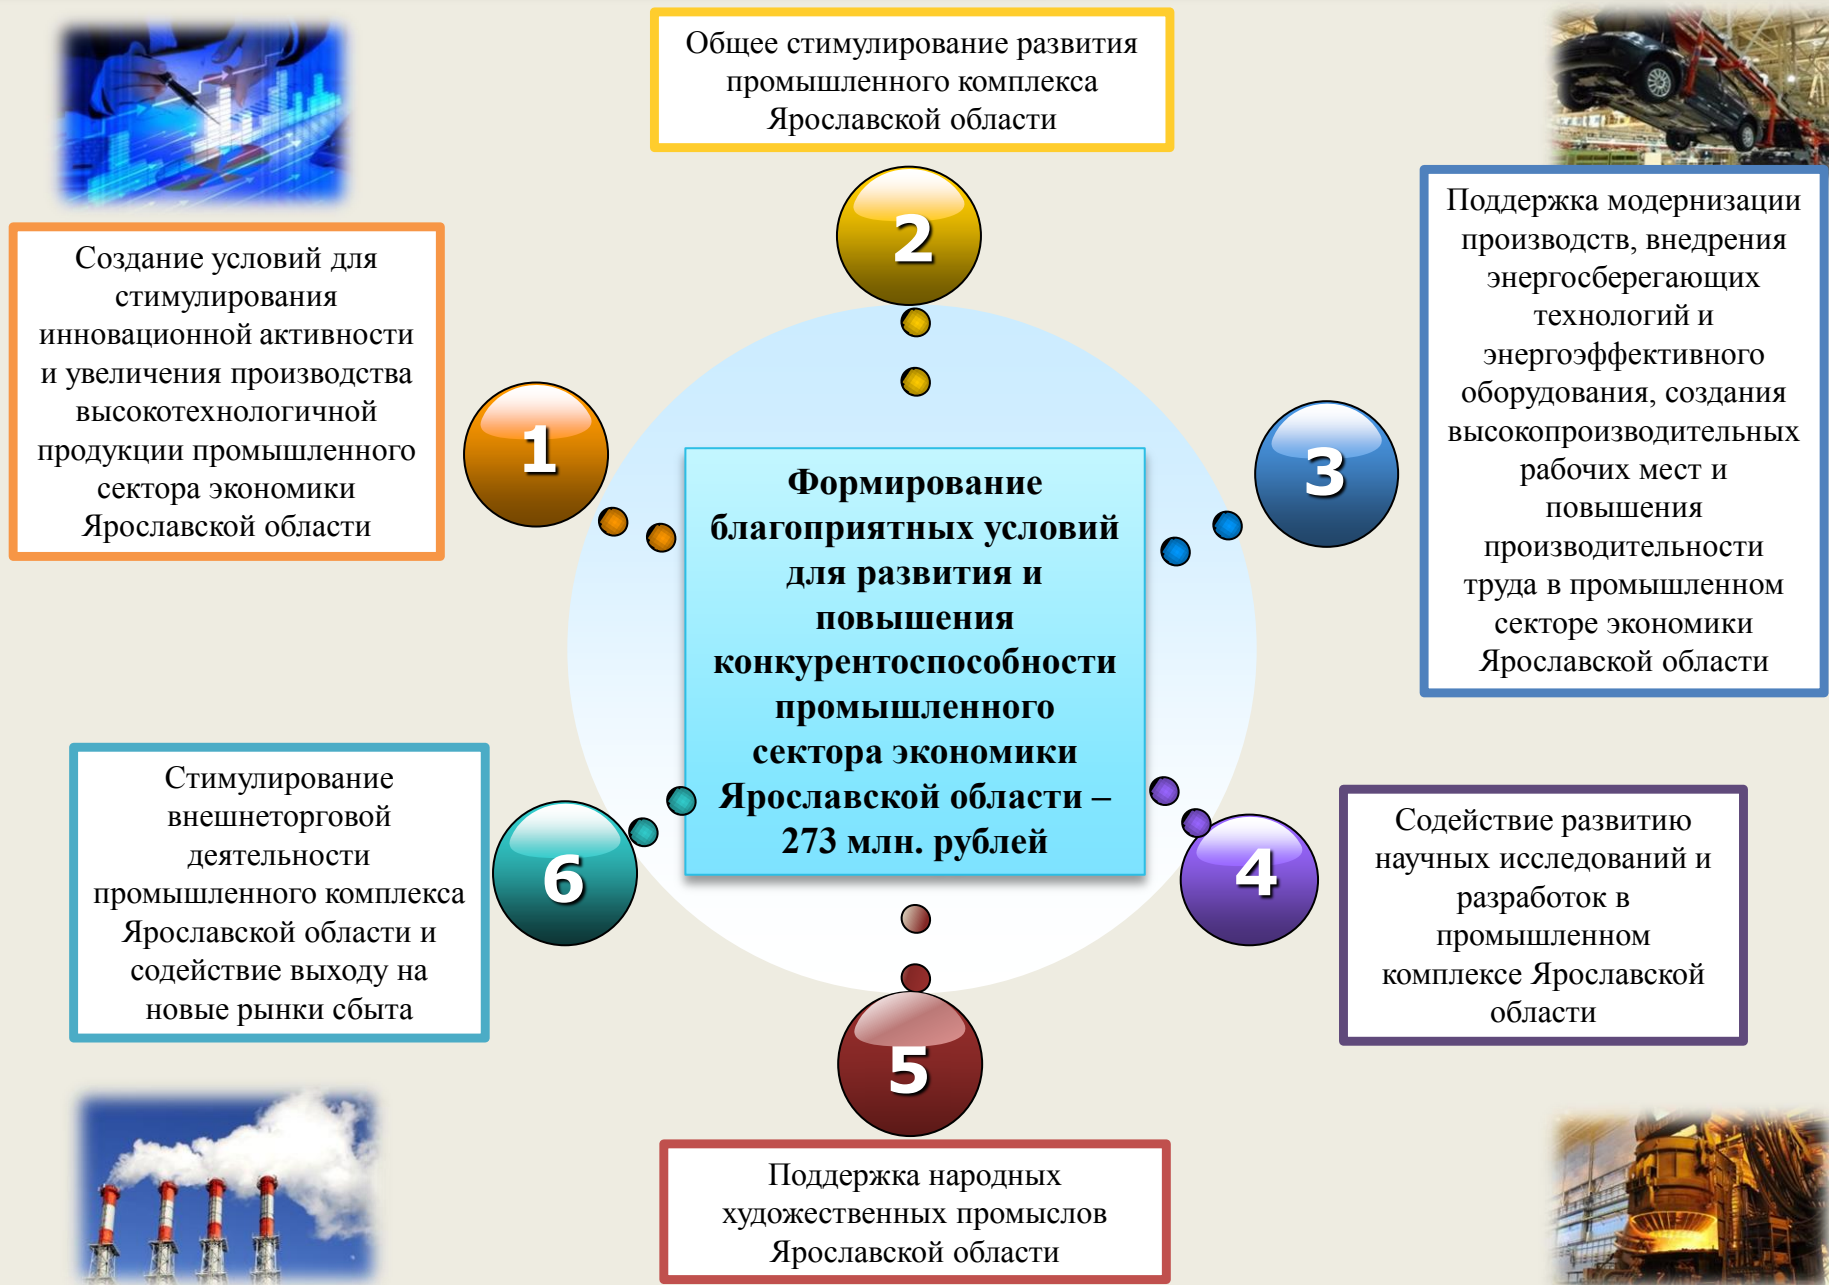 Общее стимулирование развития
промышленного комплекса
Ярославской области
2
Создание условий для
стимулирования
инновационной активности
и увеличения производства
высокотехнологичной
продукции промышленного
сектора экономики
Ярославской области
1
Поддержка модернизации
производств, внедрения
энергосберегающих
технологий и
энергоэффективного
оборудования, создания
высокопроизводительных
рабочих мест и
повышения
производительности
труда в промышленном
секторе экономики
Ярославской области
3
Формирование
благоприятных условий
для развития и
повышения
конкурентоспособности
промышленного
сектора экономики
Ярославской области –
273 млн. рублей
Стимулирование
внешнеторговой
деятельности
промышленного комплекса
Ярославской области и
содействие выходу на
новые рынки сбыта
6
4
Содействие развитию
научных исследований и
разработок в
промышленном
комплексе Ярославской
области
5
Поддержка народных
художественных промыслов
Ярославской области